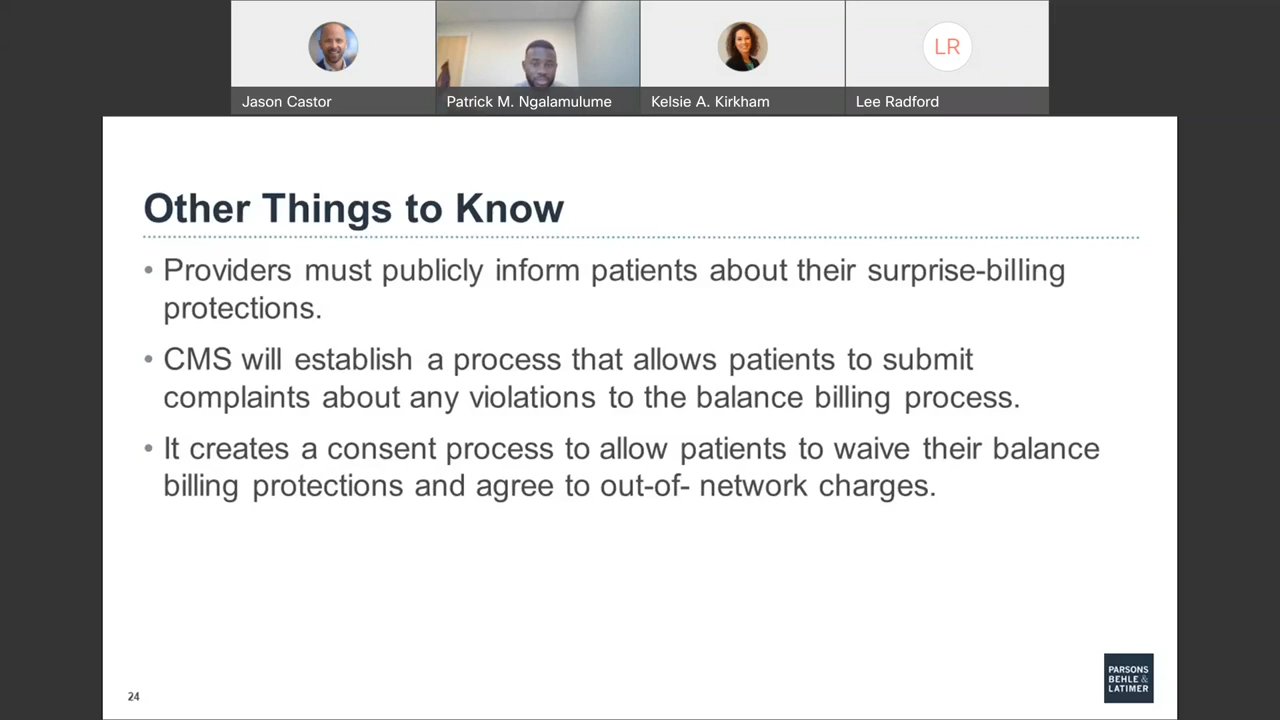 LR
Jason Castor
Patrick M. Ngalamulume
Kelsie A. Kirkham
Lee Radford
Other Things to Know
• Providers must publicly inform patients about their surprise-billing
protections.
• CMS will establish a process that allows patients to submit
complaints about any violations to the balance billing process.
• It creates a consent process to allow patients to waive their balance
billing protections and agree to out-of- network charges.
PARSONS
BEHLE &
LATIMER
24